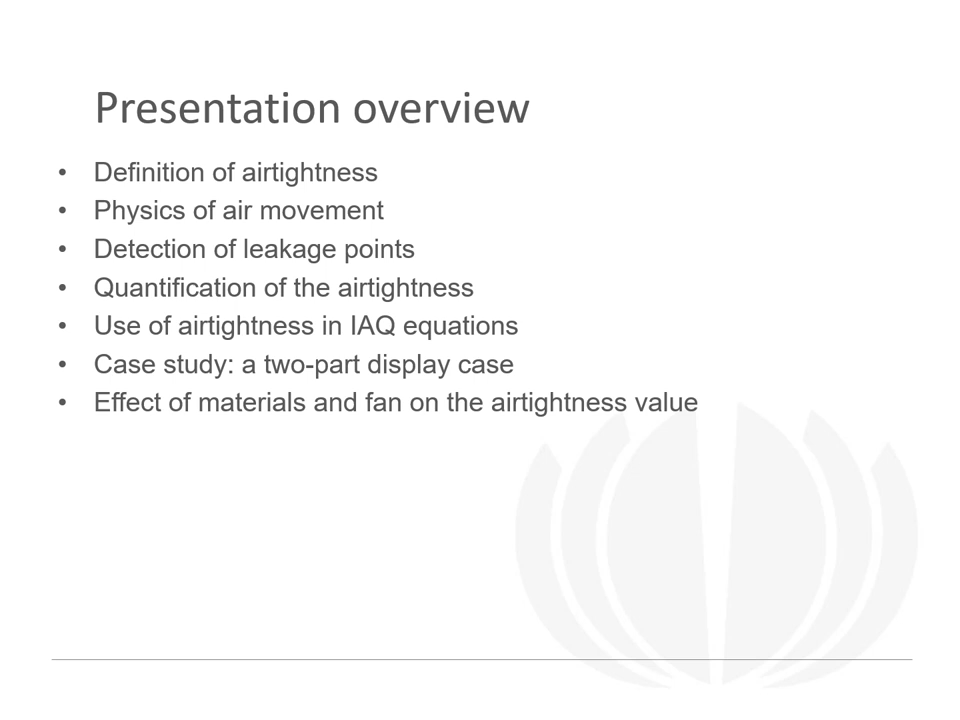 Presentation overview
• Definition of airtightness
• Physics of air movement
• Detection of leakage points
• Quantification of the airtightness
• Use of airtightness in IAQ equations
• Case study: a two-part display case
• Effect of materials and fan on the airtightness value